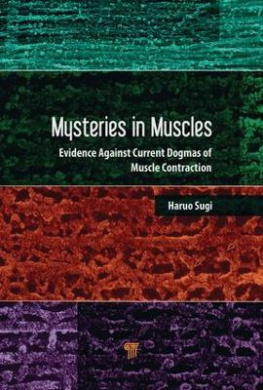 Mysteries in Muscles
Evidence Against Current Dogmas of
Muscle Contraction
Haruo Sugi